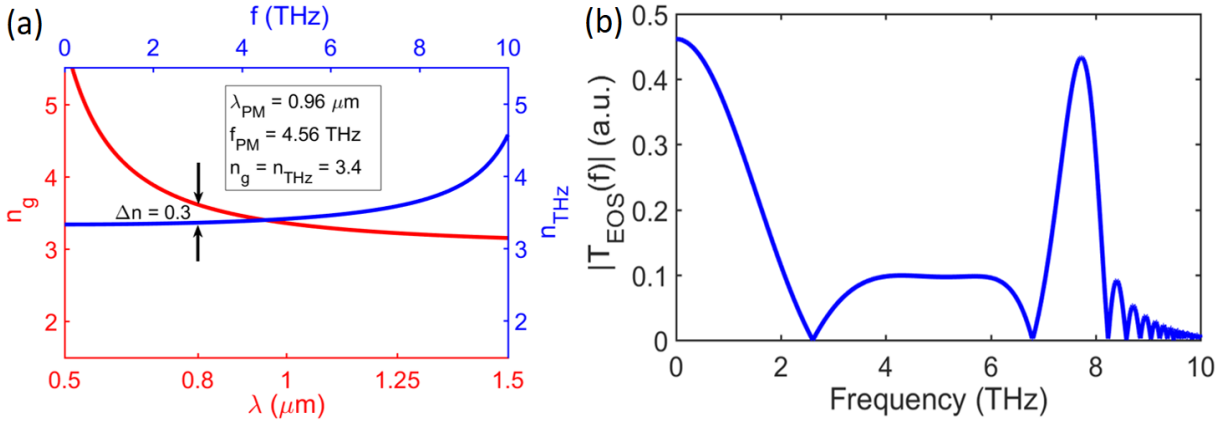 (a)
f (THz)
0 2 4 6 8 10
5
4
3
2
n_g
λ_PM = 0.96 μm
f_PM = 4.56 THz
n_g = n_THz = 3.4
Δn = 0.3
5
4
3
2
n_THz
0.5 0.8 1 1.25 1.5
λ (μm)
(b)
0.5
0.4
0.3
0.2
0.1
0
|T_EOS(f)| (a.u.)
0 2 4 6 8 10
Frequency (THz)